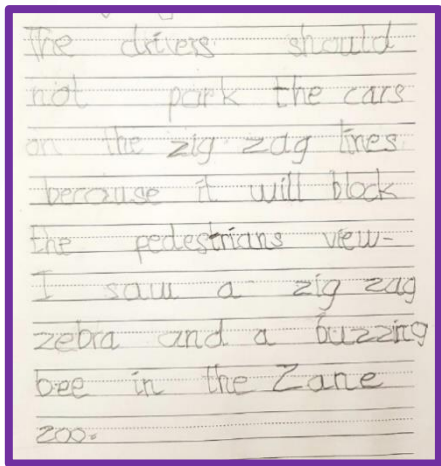 The drivers should
not park the cars
on the zig zag lines
because it will block
the pedestrians view-
I saw a zig zag
zebra and a buzzing
bee in the Zane
zoo.